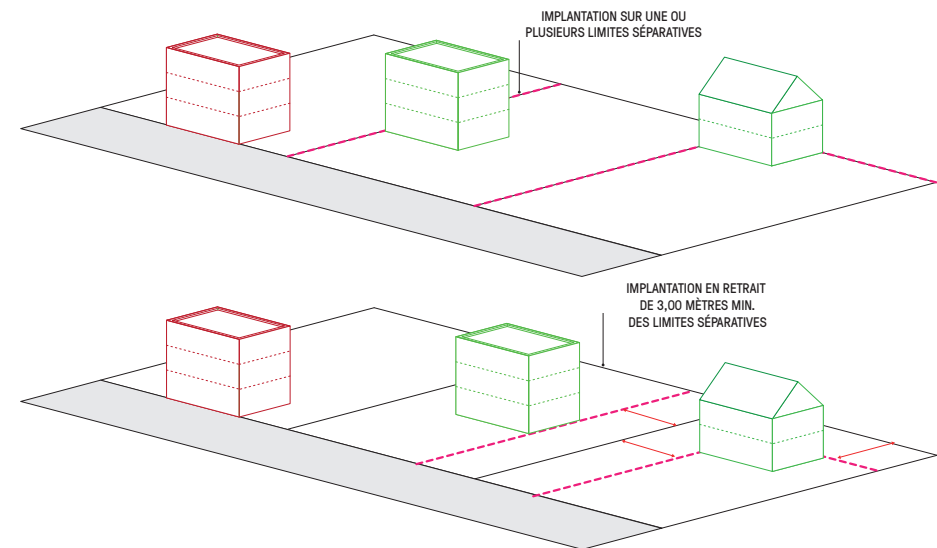 IMPLANTATION SUR UNE OU
PLUSIEURS LIMITES SÉPARATIVES
IMPLANTATION EN RETRAIT
DE 3,00 MÈTRES MIN.
DES LIMITES SÉPARATIVES